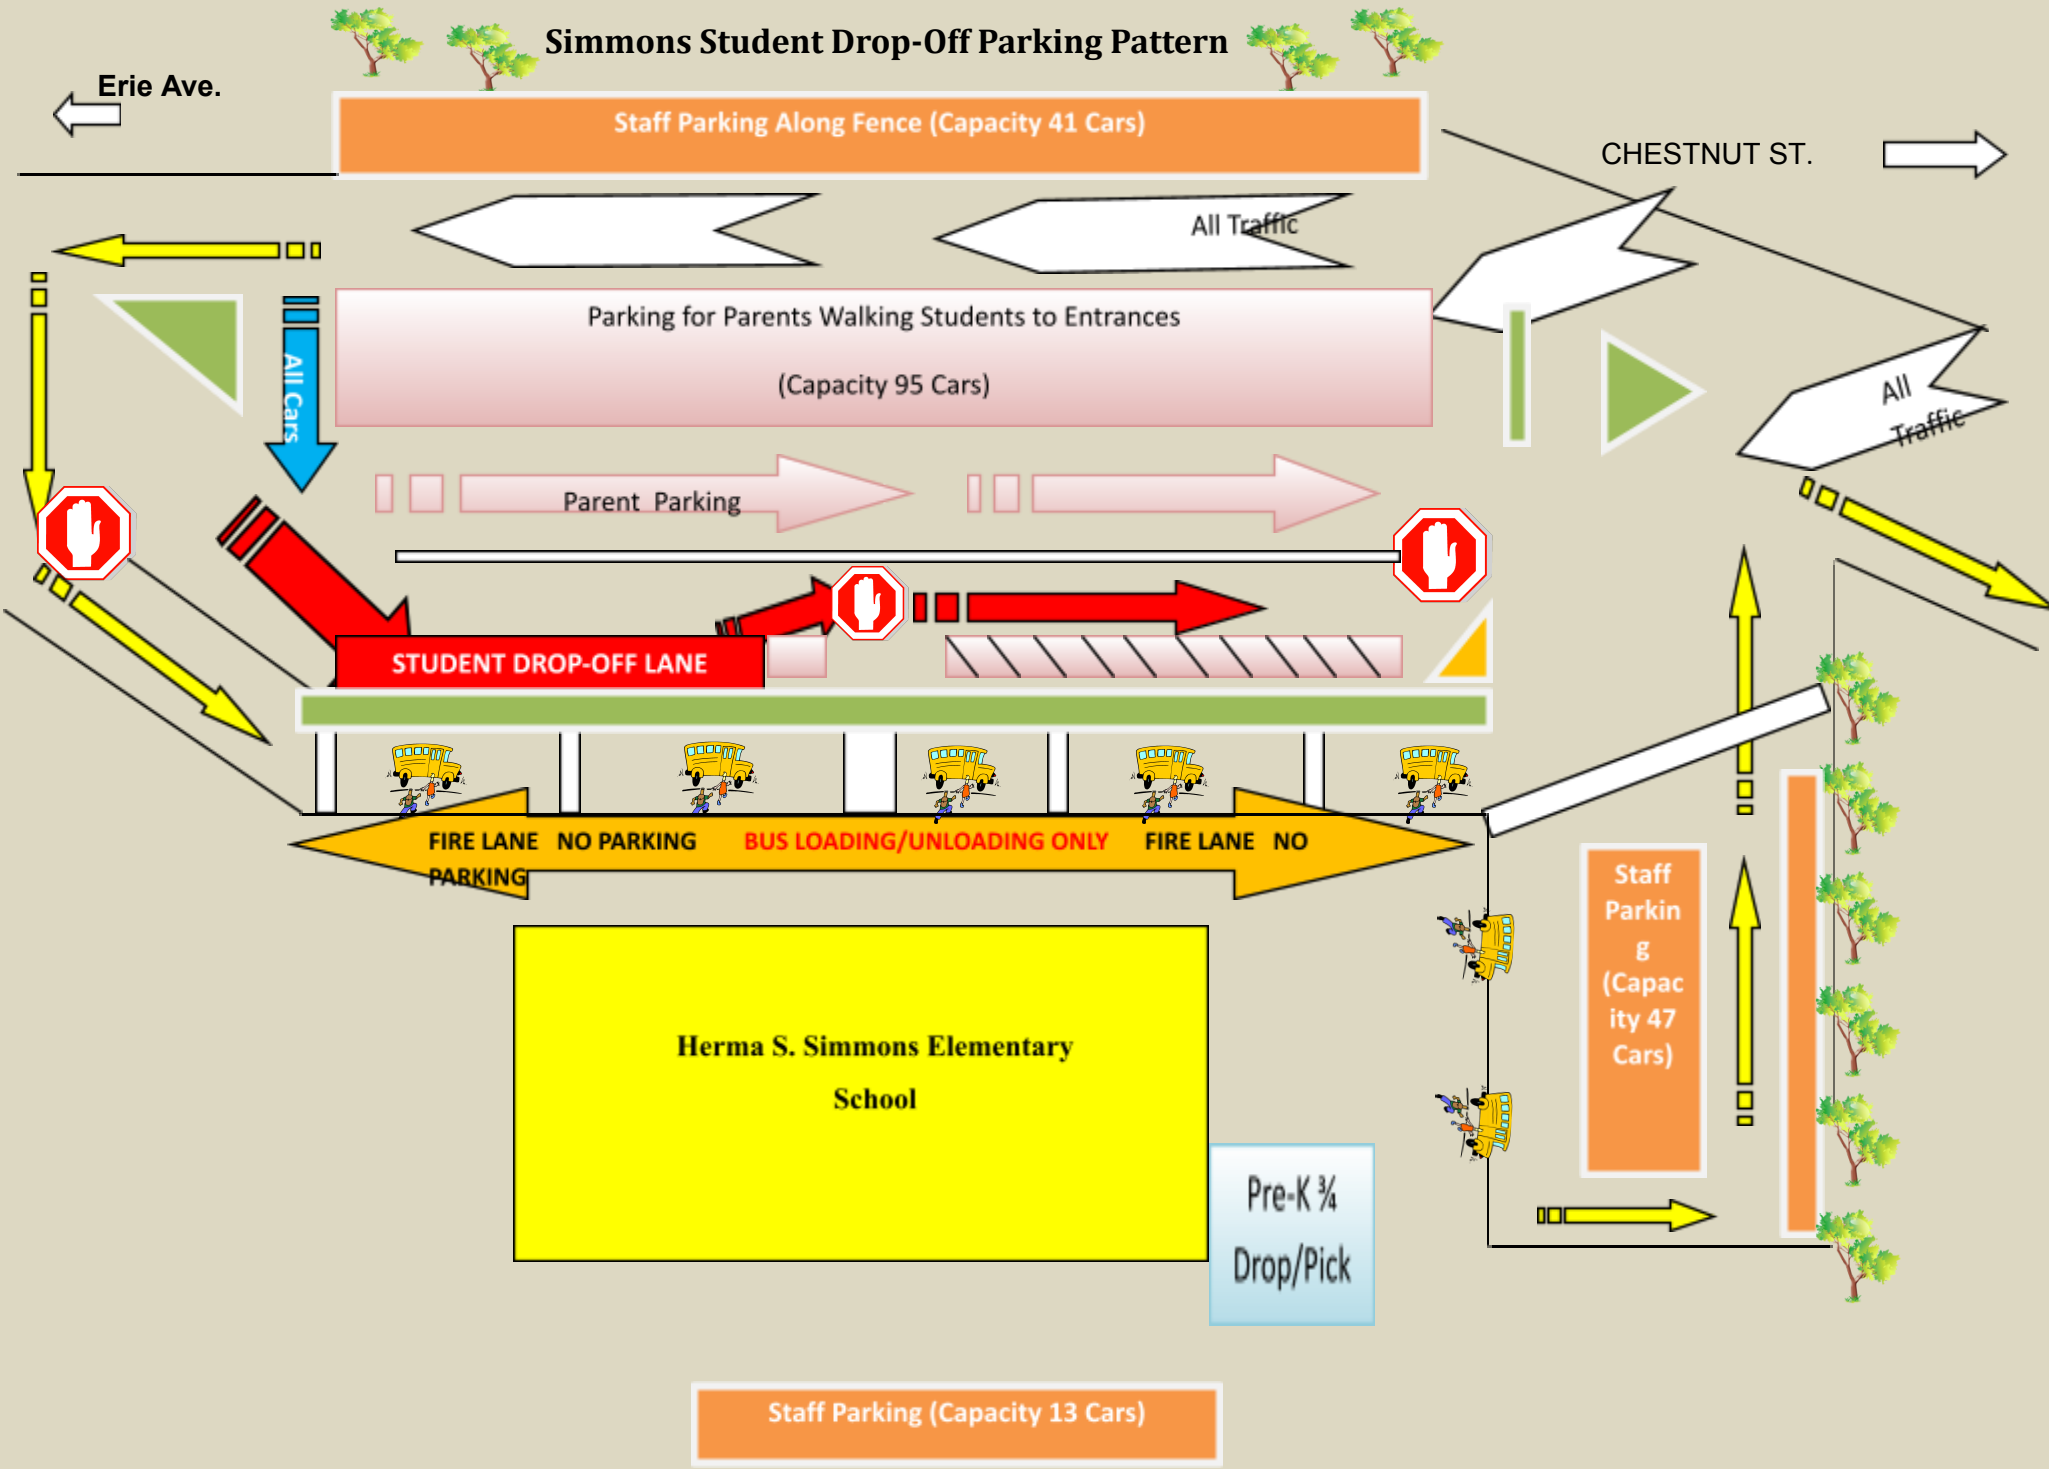 Simmons Student Drop-Off Parking Pattern
Erie Ave.
Staff Parking Along Fence (Capacity 41 Cars)
CHESTNUT ST.
All Traffic
Parking for Parents Walking Students to Entrances
(Capacity 95 Cars)
All Cars
All
Traffic
Parent Parking
STUDENT DROP-OFF LANE
FIRE LANE NO PARKING BUS LOADING/UNLOADING ONLY FIRE LANE NO
PARKING
Staff
Parkin
g
(Capac
ity 47
Cars)
Herma S. Simmons Elementary
School
Pre-K ¾
Drop/Pick
Staff Parking (Capacity 13 Cars)